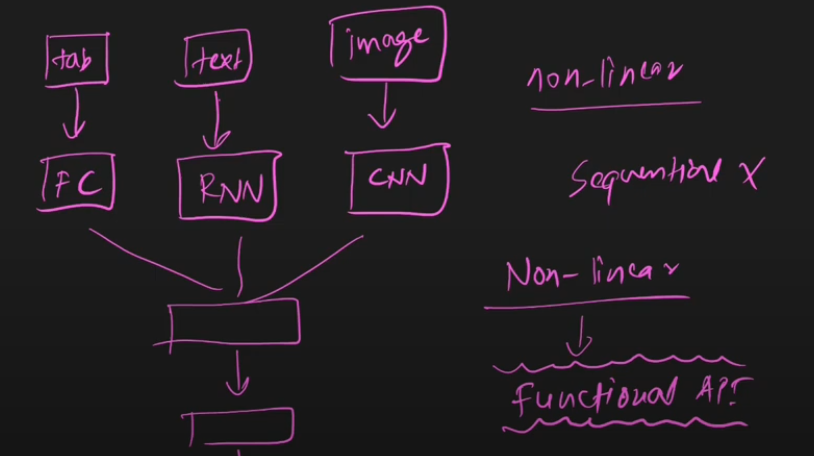 tab
text
image
non-linear
FC
RNN
CNN
Sequential X
Non-linear
Functional API